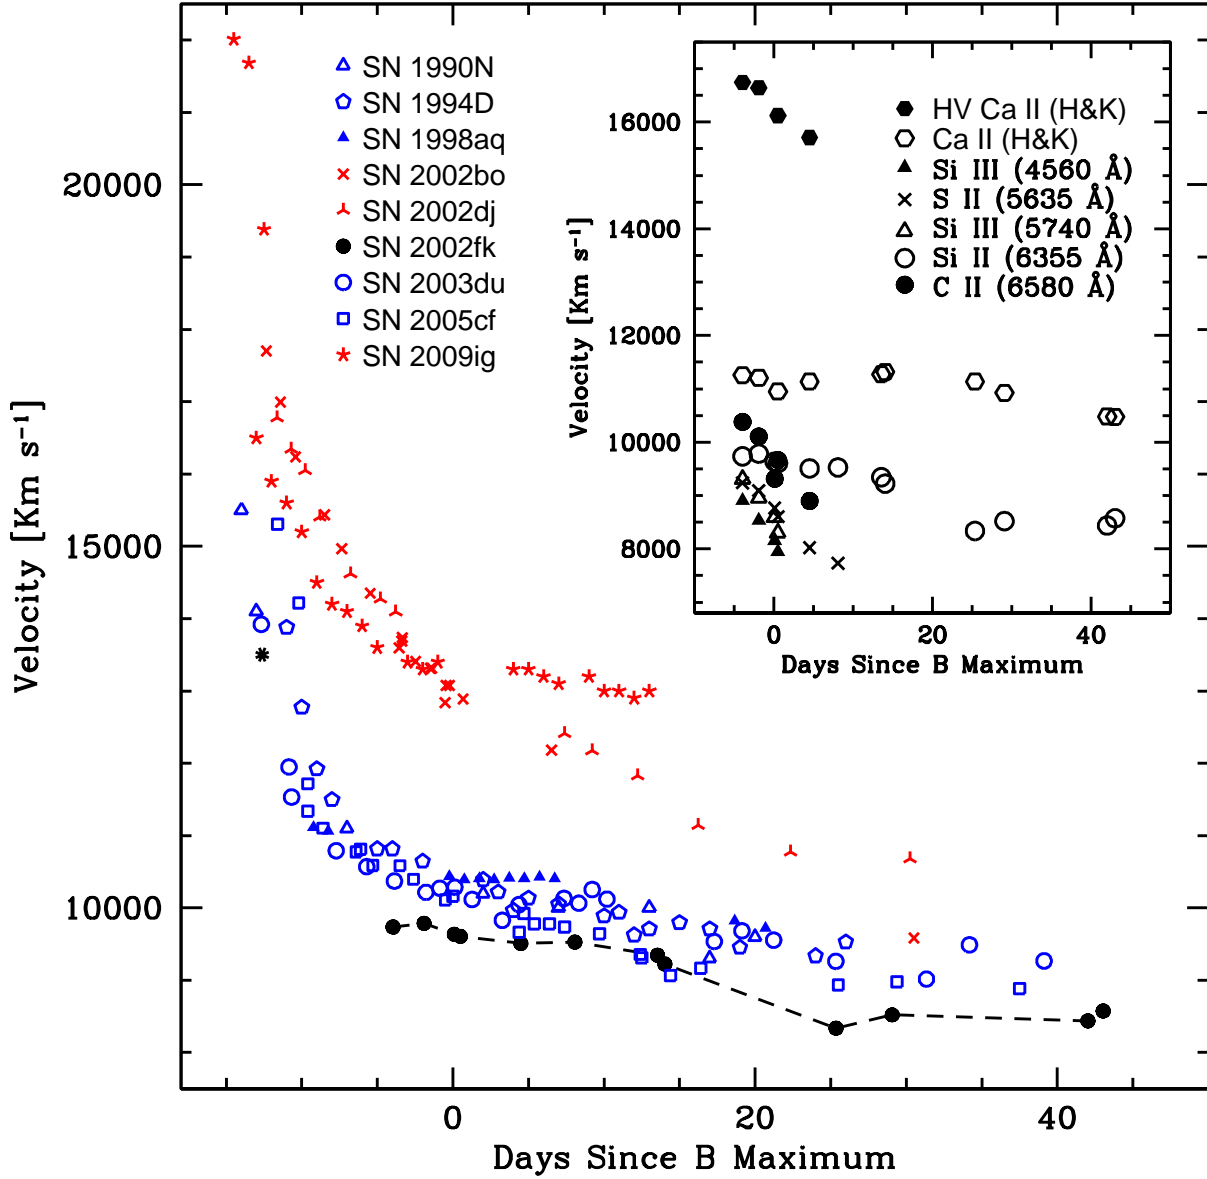 SN 1990N
SN 1994D
SN 1998aq
SN 2002bo
SN 2002dj
SN 2002fk
SN 2003du
SN 2005cf
SN 2009ig
20000
15000
10000
Velocity [Km s⁻¹]
0
20
40
Days Since B Maximum
HV Ca II (H&K)
Ca II (H&K)
Si III (4560 Å)
S II (5635 Å)
Si III (5740 Å)
Si II (6355 Å)
C II (6580 Å)
16000
14000
12000
10000
8000
Velocity [Km s⁻¹]
0
20
40
Days Since B Maximum